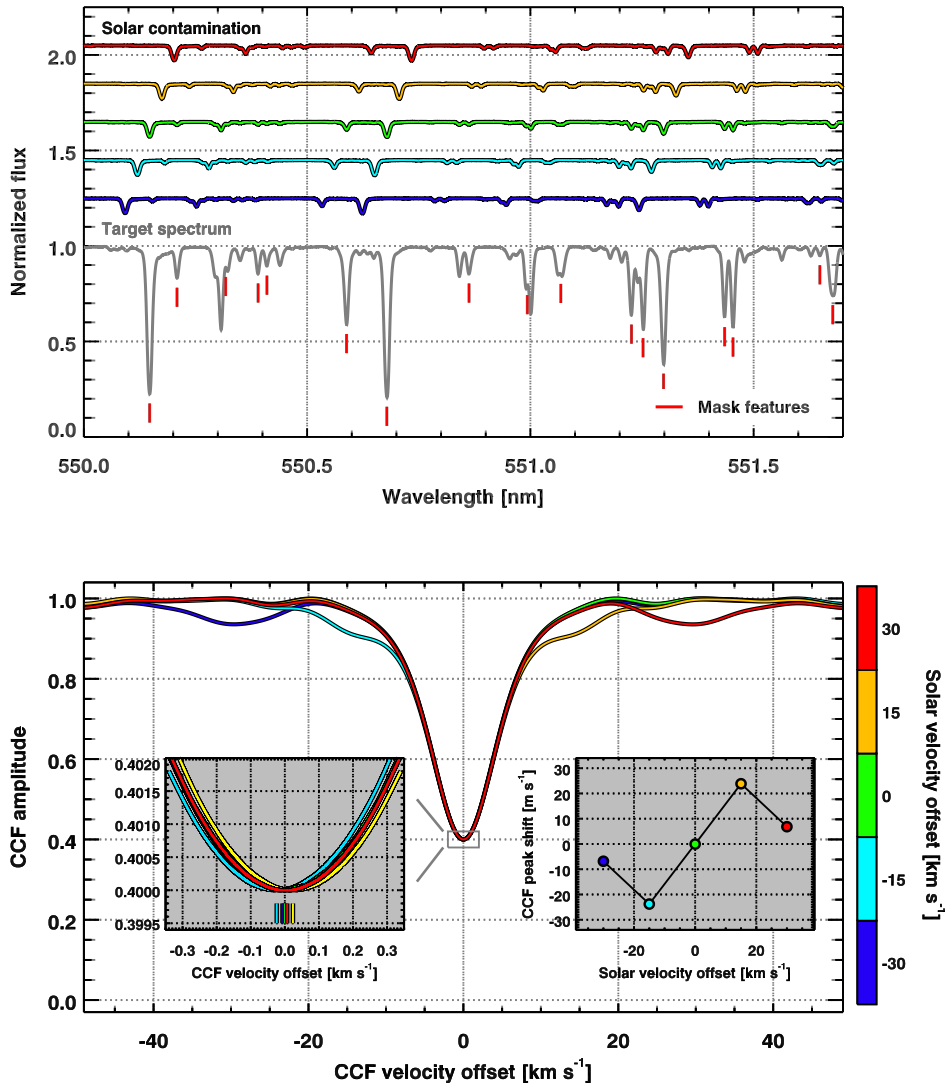 Solar contamination
2.0
1.5
Target spectrum
1.0
0.5
Mask features
0.0
Normalized flux
550.0 550.5 551.0 551.5
Wavelength [nm]
1.0
0.8
0.6
0.4
0.2
0.0
CCF amplitude
0.4020
0.4015
0.4010
0.4005
0.4000
0.3995
-0.3 -0.2 -0.1 0.0 0.1 0.2 0.3
CCF velocity offset [km s⁻¹]
30
20
10
0
-10
-20
-30
CCF peak shift [m s⁻¹]
-20 0 20
Solar velocity offset [km s⁻¹]
-40 -20 0 20 40
CCF velocity offset [km s⁻¹]
30
15
0
-15
-30
Solar velocity offset [km s⁻¹]